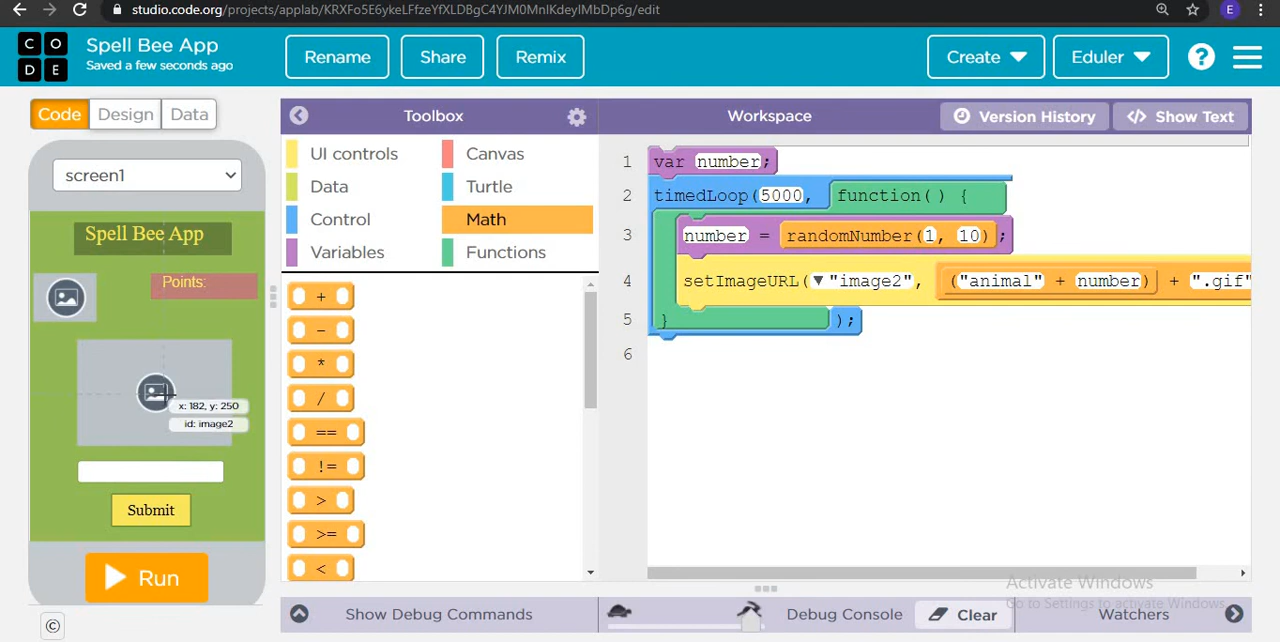 studio.code.org/projects/applab/KRXFo5E6ykeLFfzeYfXLDBgC4YJM0MnIKdeylMbDp6g/edit
E
C O
D E
Spell Bee App
Saved a few seconds ago
Rename
Share
Remix
Create
Eduler
?
Code
Design
Data
Toolbox
Workspace
Version History
</> Show Text
screen1
Spell Bee App
Points:
x: 182, y: 250
id: image2
Submit
Run
UI controls
Canvas
Data
Turtle
Control
Math
Variables
Functions
+
-
*
/
==
!=
>
>=
<
1 var number;
2 timedLoop(5000, function( ) {
3 number = randomNumber(1, 10) ;
4 setImageURL(▼"image2", ("animal" + number) + ".gif"
5 } );
6
Show Debug Commands
Debug Console
Clear
Watchers
Activate Windows
Go to Settings to activate Windows.
©